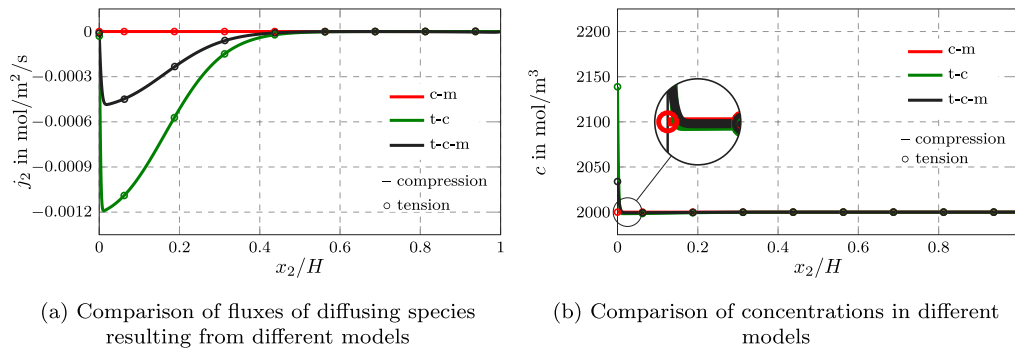 0
−0.0003
−0.0006
−0.0009
−0.0012
j₂ in mol/m²/s
c-m
t-c
t-c-m
compression
tension
0 0.2 0.4 0.6 0.8 1
x₂/H
(a) Comparison of fluxes of diffusing species
resulting from different models
2200
2150
2100
2050
2000
c in mol/m³
c-m
t-c
t-c-m
compression
tension
0 0.2 0.4 0.6 0.8
x₂/H
(b) Comparison of concentrations in different
models